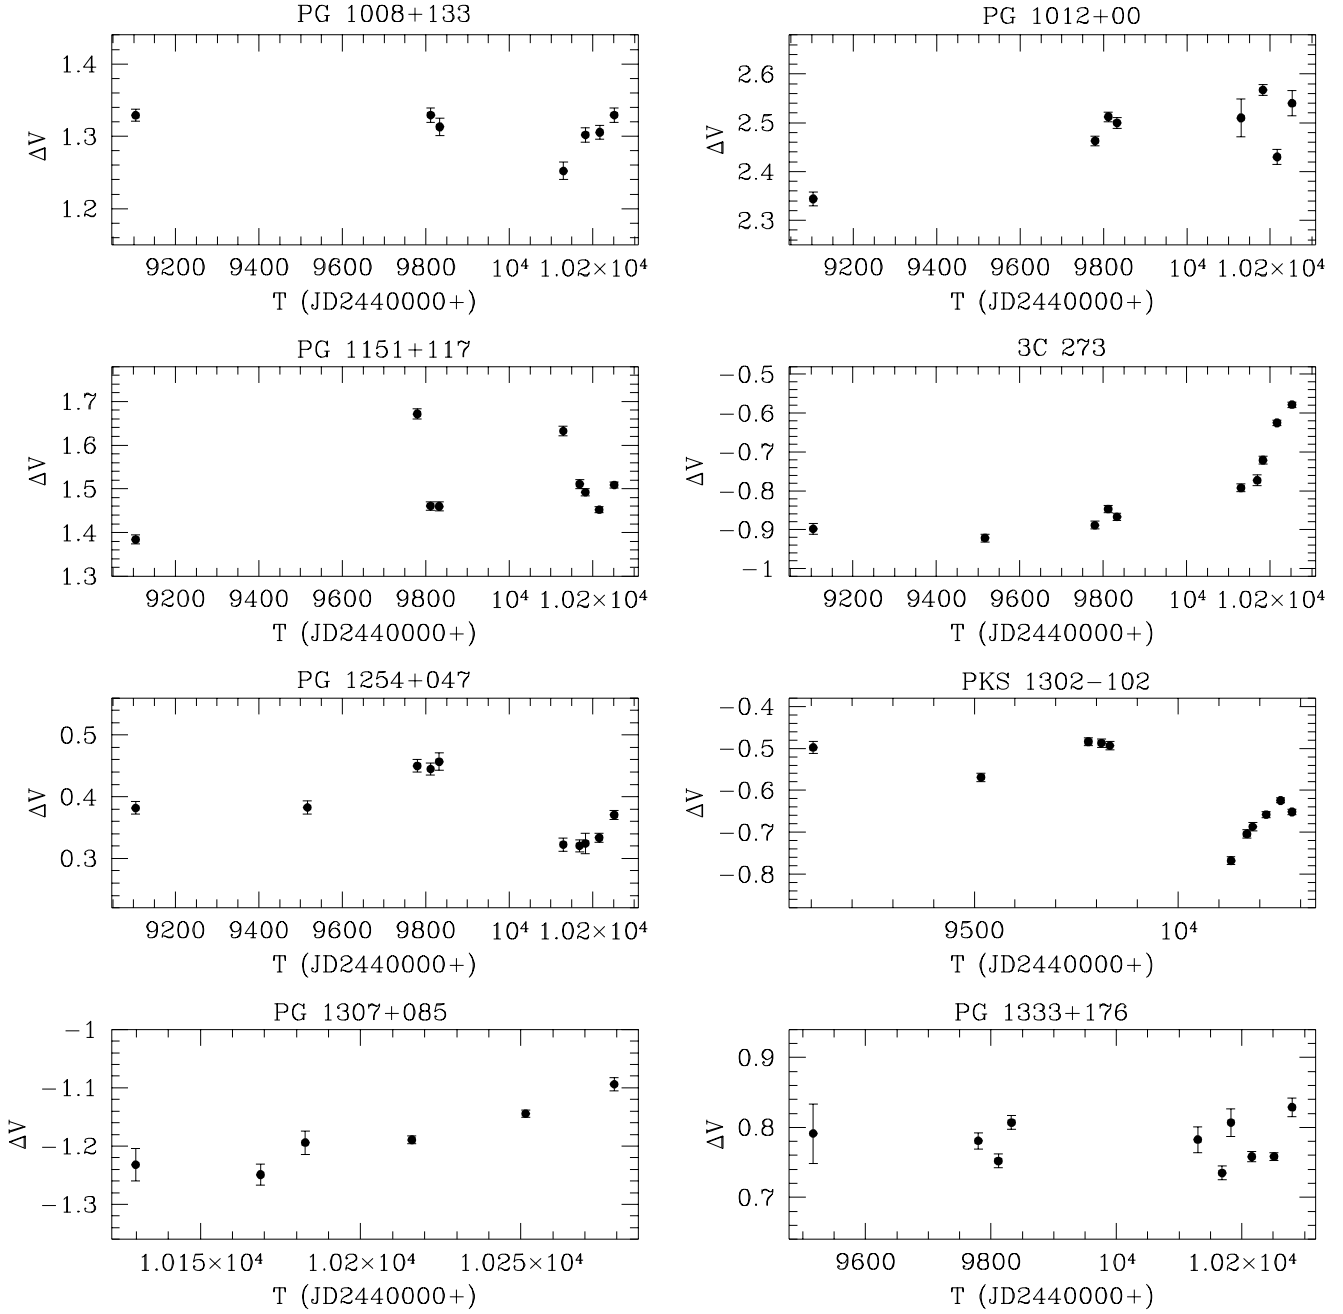 PG 1008+133
PG 1012+00
1.4
1.3
1.2
ΔV
9200 9400 9600 9800 10⁴ 1.02×10⁴
T (JD2440000+)
2.6
2.5
2.4
2.3
ΔV
9200 9400 9600 9800 10⁴ 1.02×10⁴
T (JD2440000+)
PG 1151+117
3C 273
1.7
1.6
1.5
1.4
1.3
ΔV
9200 9400 9600 9800 10⁴ 1.02×10⁴
T (JD2440000+)
−0.5
−0.6
−0.7
−0.8
−0.9
−1
ΔV
9200 9400 9600 9800 10⁴ 1.02×10⁴
T (JD2440000+)
PG 1254+047
PKS 1302−102
0.5
0.4
0.3
ΔV
9200 9400 9600 9800 10⁴ 1.02×10⁴
T (JD2440000+)
−0.4
−0.5
−0.6
−0.7
−0.8
ΔV
9500 10⁴
T (JD2440000+)
PG 1307+085
PG 1333+176
−1
−1.1
−1.2
−1.3
ΔV
1.015×10⁴ 1.02×10⁴ 1.025×10⁴
T (JD2440000+)
0.9
0.8
0.7
ΔV
9600 9800 10⁴ 1.02×10⁴
T (JD2440000+)